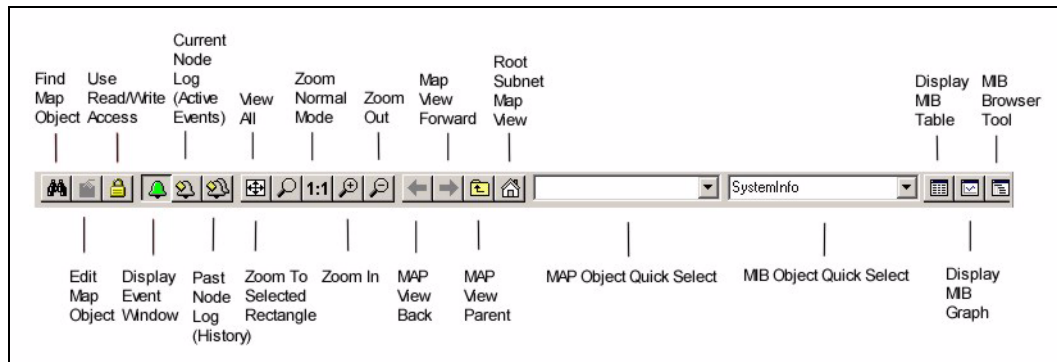 Find
Map
Object
Use
Read/Write
Access
Current
Node
Log
(Active
Events)
View
All
Zoom
Normal
Mode
Zoom
Out
Map
View
Forward
Root
Subnet
Map
View
Display
MIB
Table
MIB
Browser
Tool
1:1
SystemInfo
Edit
Map
Object
Display
Event
Window
Past
Node
Log
(History)
Zoom To
Selected
Rectangle
Zoom In
MAP
View
Back
MAP
View
Parent
MAP Object Quick Select
MIB Object Quick Select
Display
MIB
Graph